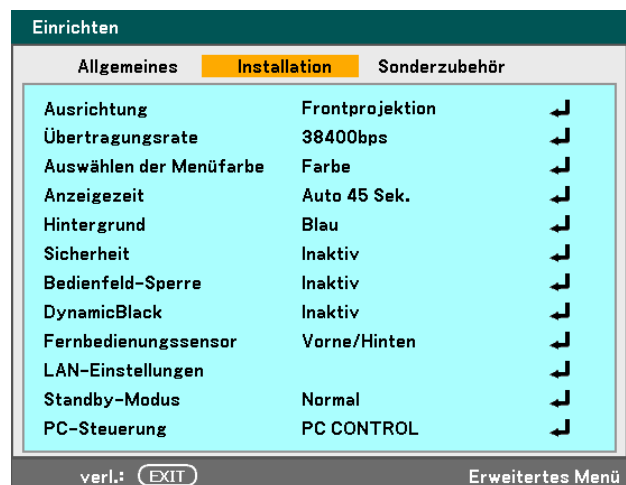 Einrichten
Allgemeines Installation Sonderzubehör
Ausrichtung Frontprojektion
Übertragungsrate 38400bps
Auswählen der Menüfarbe Farbe
Anzeigezeit Auto 45 Sek.
Hintergrund Blau
Sicherheit Inaktiv
Bedienfeld-Sperre Inaktiv
DynamicBlack Inaktiv
Fernbedienungssensor Vorne/Hinten
LAN-Einstellungen
Standby-Modus Normal
PC-Steuerung PC CONTROL
verl.: EXIT Erweitertes Menü